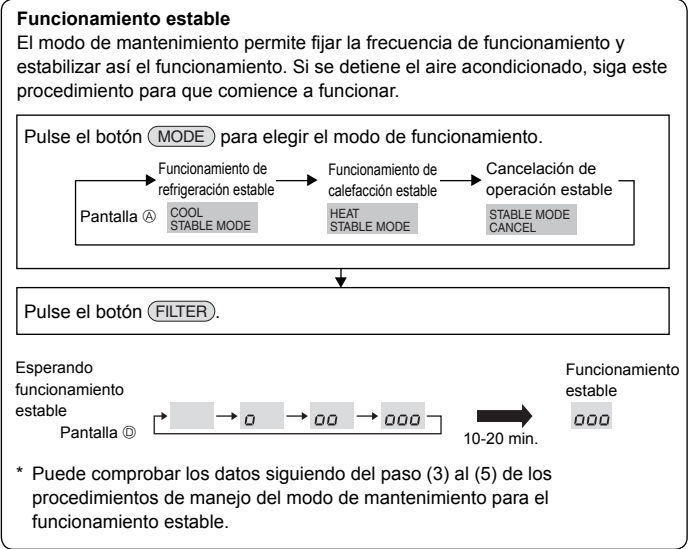 Funcionamiento estable
El modo de mantenimiento permite fijar la frecuencia de funcionamiento y
estabilizar así el funcionamiento. Si se detiene el aire acondicionado, siga este
procedimiento para que comience a funcionar.
Pulse el botón MODE para elegir el modo de funcionamiento.
Funcionamiento de
refrigeración estable
Funcionamiento de
calefacción estable
Cancelación de
operación estable
Pantalla Ⓐ
COOL
STABLE MODE
HEAT
STABLE MODE
STABLE MODE
CANCEL
Pulse el botón FILTER.
Esperando
funcionamiento
estable
Pantalla Ⓓ
0
00
000
10-20 min.
Funcionamiento
estable
000
* Puede comprobar los datos siguiendo del paso (3) al (5) de los
procedimientos de manejo del modo de mantenimiento para el
funcionamiento estable.